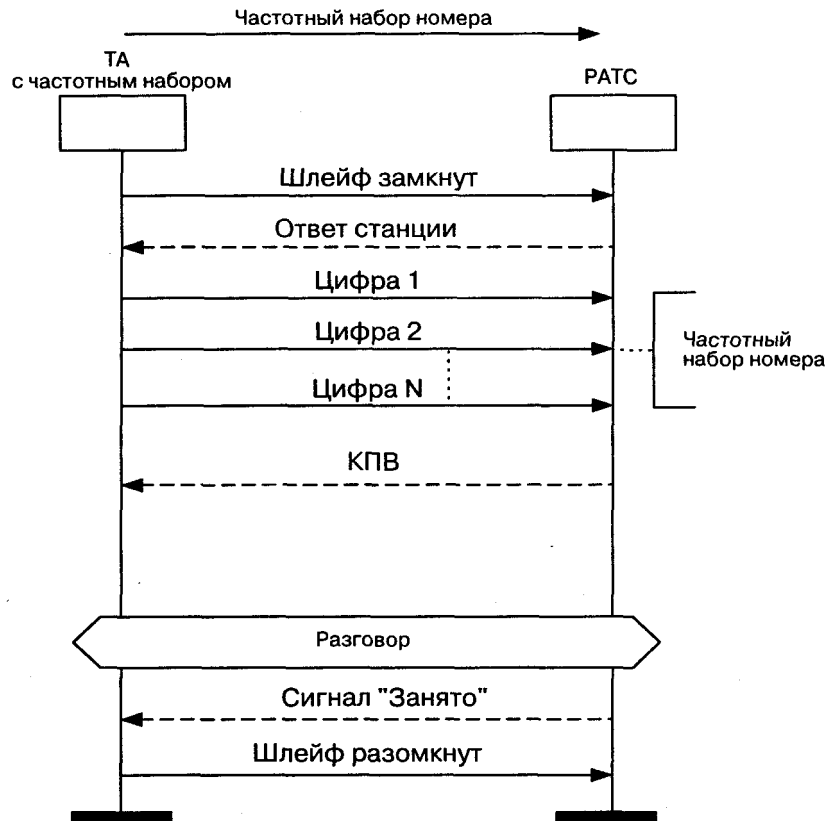 Частотный набор номера
ТА
с частотным набором
РАТС
Шлейф замкнут
Ответ станции
Цифра 1
Цифра 2
Цифра N
Частотный
набор номера
КПВ
Разговор
Сигнал "Занято"
Шлейф разомкнут